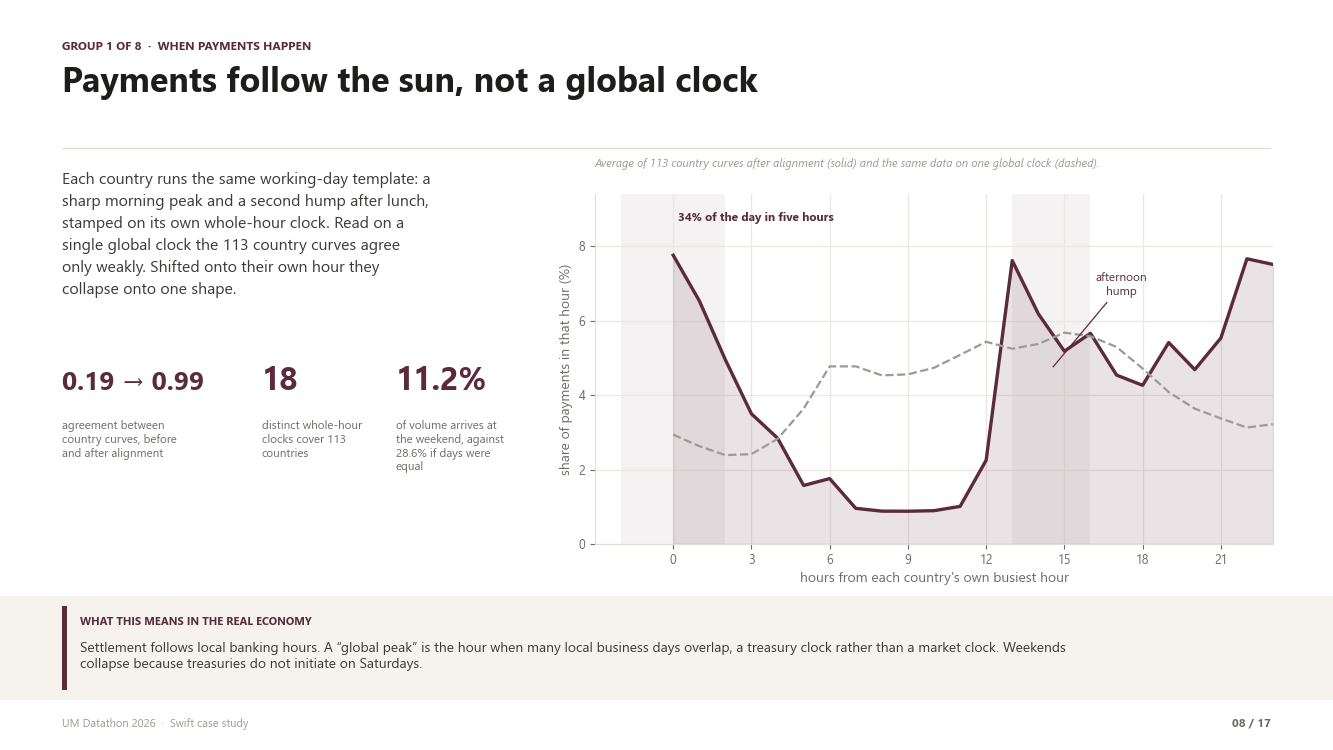 GROUP 1 OF 8 · WHEN PAYMENTS HAPPEN
Payments follow the sun, not a global clock
Each country runs the same working-day template: a
sharp morning peak and a second hump after lunch,
stamped on its own whole-hour clock. Read on a
single global clock the 113 country curves agree
only weakly. Shifted onto their own hour they
collapse onto one shape.
0.19 → 0.99
agreement between
country curves, before
and after alignment
18
distinct whole-hour
clocks cover 113
countries
11.2%
of volume arrives at
the weekend, against
28.6% if days were
equal
Average of 113 country curves after alignment (solid) and the same data on one global clock (dashed).
34% of the day in five hours
afternoon
hump
share of payments in that hour (%)
8
6
4
2
0
0 3 6 9 12 15 18 21
hours from each country's own busiest hour
WHAT THIS MEANS IN THE REAL ECONOMY
Settlement follows local banking hours. A “global peak” is the hour when many local business days overlap, a treasury clock rather than a market clock. Weekends
collapse because treasuries do not initiate on Saturdays.
UM Datathon 2026 · Swift case study
08 / 17